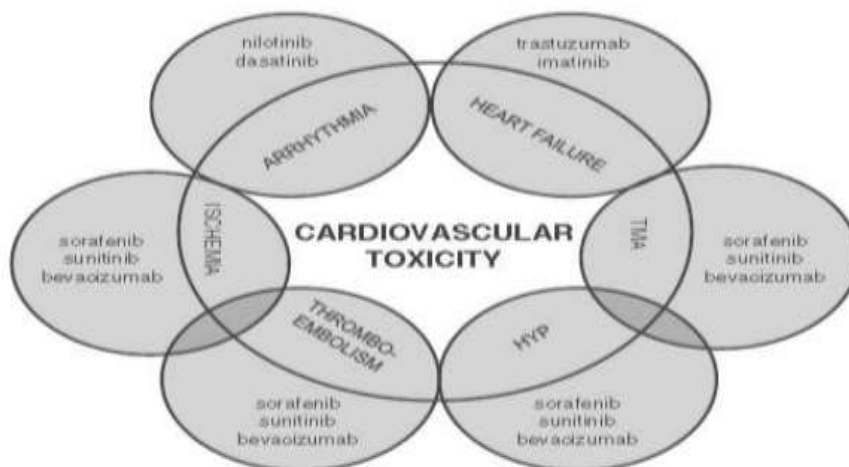 nilotinib
dasatinib
trastuzumab
imatinib
ARRHYTHMIA
HEART FAILURE
ISCHEMIA
sorafenib
sunitinib
bevacizumab
CARDIOVASCULAR
TOXICITY
TMA
sorafenib
sunitinib
bevacizumab
THROMBO-
EMBOLISM
HYP
sorafenib
sunitinib
bevacizumab
sorafenib
sunitinib
bevacizumab